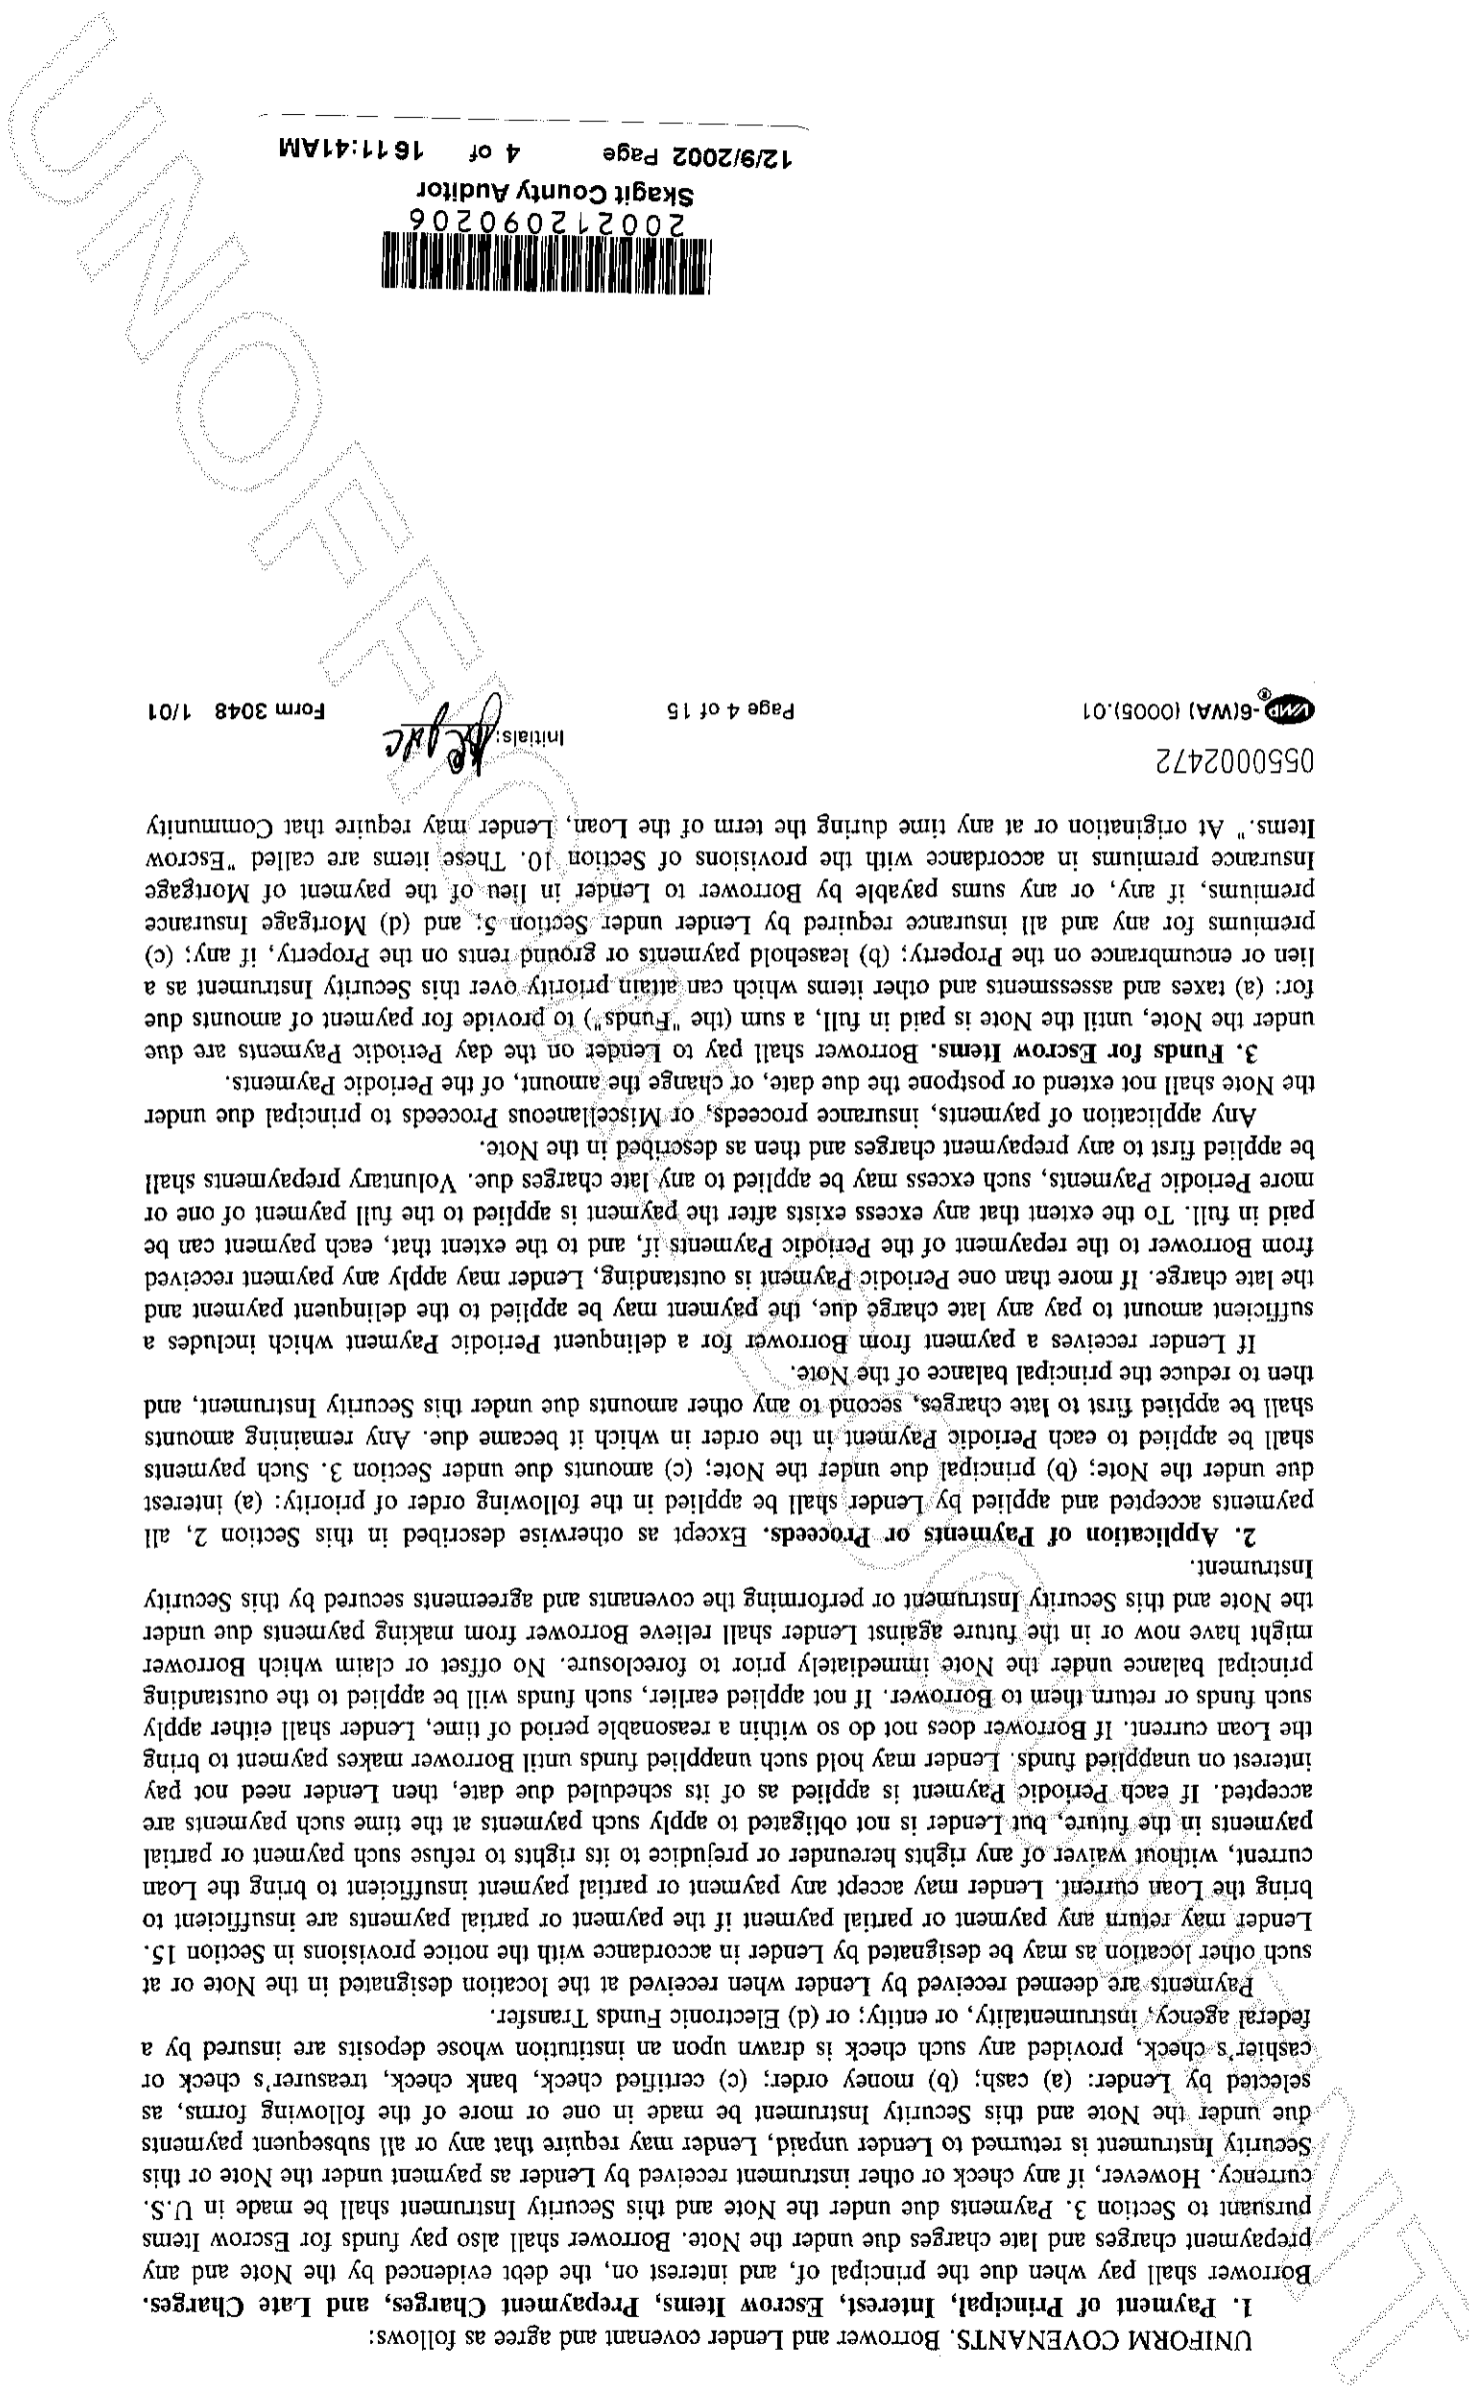 UNIFORM COVENANTS. Borrower and Lender covenant and agree as follows:
1. Payment of Principal, Interest, Escrow Items, Prepayment Charges, and Late Charges.
Borrower shall pay when due the principal of, and interest on, the debt evidenced by the Note and any
prepayment charges and late charges due under the Note. Borrower shall also pay funds for Escrow Items
pursuant to Section 3. Payments due under the Note and this Security Instrument shall be made in U.S.
currency. However, if any check or other instrument received by Lender as payment under the Note or this
Security Instrument is returned to Lender unpaid, Lender may require that any or all subsequent payments
due under the Note and this Security Instrument be made in one or more of the following forms, as
selected by Lender: (a) cash; (b) money order; (c) certified check, bank check, treasurer's check or
cashier's check, provided any such check is drawn upon an institution whose deposits are insured by a
federal agency, instrumentality, or entity; or (d) Electronic Funds Transfer.
Payments are deemed received by Lender when received at the location designated in the Note or at
such other location as may be designated by Lender in accordance with the notice provisions in Section 15.
Lender may return any payment or partial payment if the payment or partial payments are insufficient to
bring the Loan current. Lender may accept any payment or partial payment insufficient to bring the Loan
current, without waiver of any rights hereunder or prejudice to its rights to refuse such payment or partial
payments in the future, but Lender is not obligated to apply such payments at the time such payments are
accepted. If each Periodic Payment is applied as of its scheduled due date, then Lender need not pay
interest on unapplied funds. Lender may hold such unapplied funds until Borrower makes payment to bring
the Loan current. If Borrower does not do so within a reasonable period of time, Lender shall either apply
such funds or return them to Borrower. If not applied earlier, such funds will be applied to the outstanding
principal balance under the Note immediately prior to foreclosure. No offset or claim which Borrower
might have now or in the future against Lender shall relieve Borrower from making payments due under
the Note and this Security Instrument or performing the covenants and agreements secured by this Security
Instrument.
2. Application of Payments or Proceeds. Except as otherwise described in this Section 2, all
payments accepted and applied by Lender shall be applied in the following order of priority: (a) interest
due under the Note; (b) principal due under the Note; (c) amounts due under Section 3. Such payments
shall be applied to each Periodic Payment in the order in which it became due. Any remaining amounts
shall be applied first to late charges, second to any other amounts due under this Security Instrument, and
then to reduce the principal balance of the Note.
If Lender receives a payment from Borrower for a delinquent Periodic Payment which includes a
sufficient amount to pay any late charge due, the payment may be applied to the delinquent payment and
the late charge. If more than one Periodic Payment is outstanding, Lender may apply any payment received
from Borrower to the repayment of the Periodic Payments if, and to the extent that, each payment can be
paid in full. To the extent that any excess exists after the payment is applied to the full payment of one or
more Periodic Payments, such excess may be applied to any late charges due. Voluntary prepayments shall
be applied first to any prepayment charges and then as described in the Note.
Any application of payments, insurance proceeds, or Miscellaneous Proceeds to principal due under
the Note shall not extend or postpone the due date, or change the amount, of the Periodic Payments.
3. Funds for Escrow Items. Borrower shall pay to Lender on the day Periodic Payments are due
under the Note, until the Note is paid in full, a sum (the "Funds") to provide for payment of amounts due
for: (a) taxes and assessments and other items which can attain priority over this Security Instrument as a
lien or encumbrance on the Property; (b) leasehold payments or ground rents on the Property, if any; (c)
premiums for any and all insurance required by Lender under Section 5; and (d) Mortgage Insurance
premiums, if any, or any sums payable by Borrower to Lender in lieu of the payment of Mortgage
Insurance premiums in accordance with the provisions of Section 10. These items are called "Escrow
Items." At origination or at any time during the term of the Loan, Lender may require that Community
0550002472
Initials:
VMP®-6(WA) (0005).01 Page 4 of 15 Form 3048 1/01
200212090206
Skagit County Auditor
12/9/2002 Page 4 of 16 11:41AM
UNOFFICIAL DOCUMENT